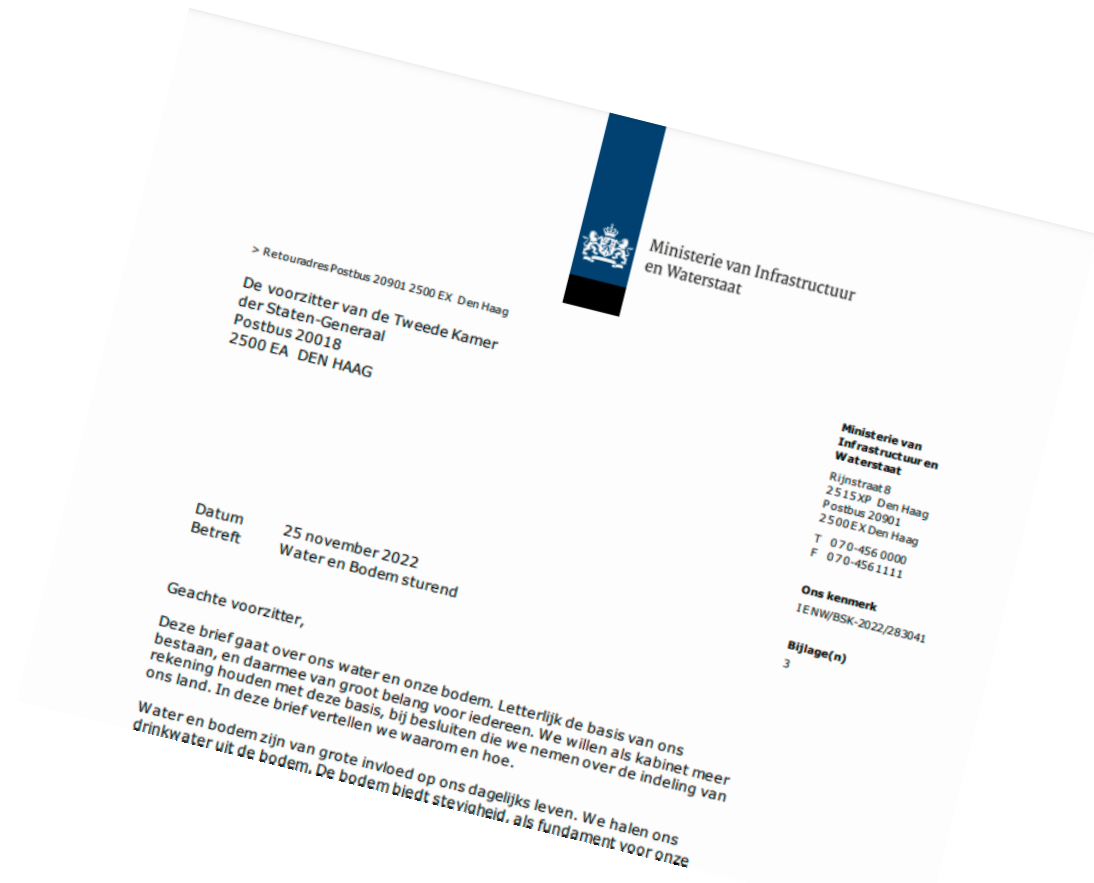 Ministerie van Infrastructuur
en Waterstaat
> Retouradres Postbus 20901 2500 EX Den Haag
De voorzitter van de Tweede Kamer
der Staten-Generaal
Postbus 20018
2500 EA DEN HAAG
Ministerie van
Infrastructuur en
Waterstaat
Rijnstraat 8
2515 XP Den Haag
Postbus 20901
2500 EX Den Haag
T 070-456 0000
F 070-456 1111
Ons kenmerk
IENW/BSK-2022/283041
Bijlage(n)
3
Datum 25 november 2022
Betreft Water en Bodem sturend
Geachte voorzitter,
Deze brief gaat over ons water en onze bodem. Letterlijk de basis van ons
bestaan, en daarmee van groot belang voor iedereen. We willen als kabinet meer
rekening houden met deze basis, bij besluiten die we nemen over de indeling van
ons land. In deze brief vertellen we waarom en hoe.
Water en bodem zijn van grote invloed op ons dagelijks leven. We halen ons
drinkwater uit de bodem. De bodem biedt stevigheid, als fundament voor onze